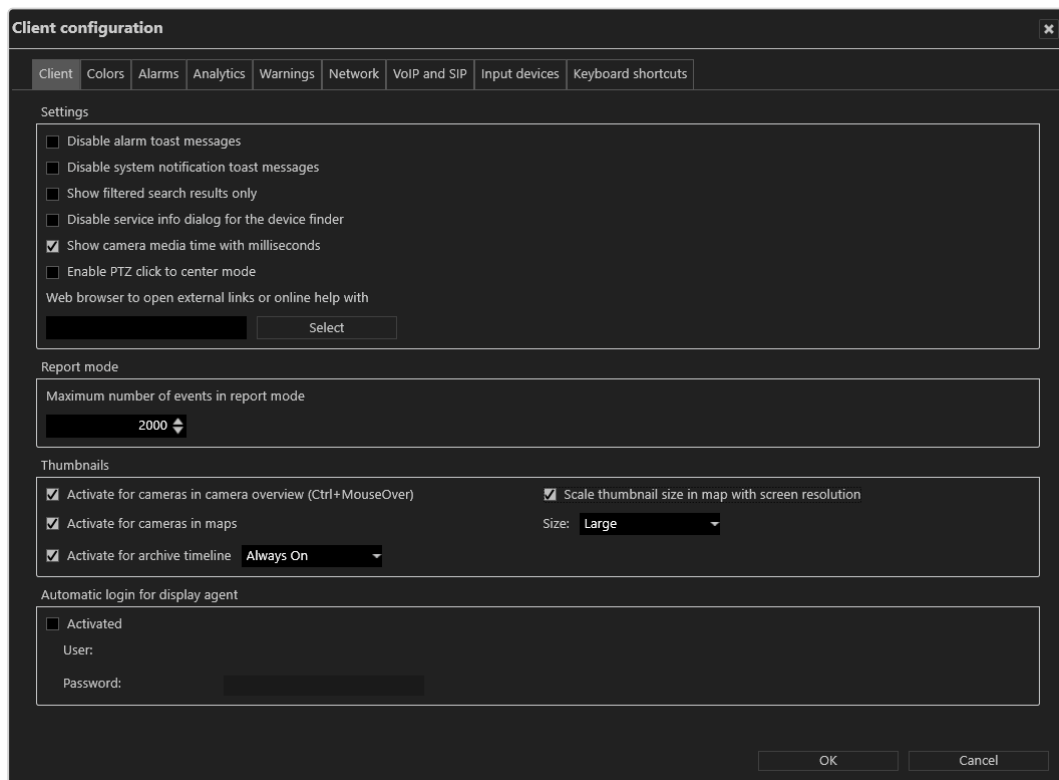 Client configuration
Client Colors Alarms Analytics Warnings Network VoIP and SIP Input devices Keyboard shortcuts
Settings
Disable alarm toast messages
Disable system notification toast messages
Show filtered search results only
Disable service info dialog for the device finder
Show camera media time with milliseconds
Enable PTZ click to center mode
Web browser to open external links or online help with
Select
Report mode
Maximum number of events in report mode
2000
Thumbnails
Activate for cameras in camera overview (Ctrl+MouseOver) Scale thumbnail size in map with screen resolution
Activate for cameras in maps Size: Large
Activate for archive timeline Always On
Automatic login for display agent
Activated
User:
Password:
OK Cancel